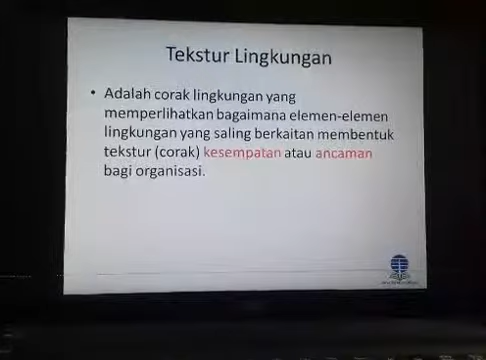 Tekstur Lingkungan
• Adalah corak lingkungan yang
memperlihatkan bagaimana elemen-elemen
lingkungan yang saling berkaitan membentuk
tekstur (corak) kesempatan atau ancaman
bagi organisasi.